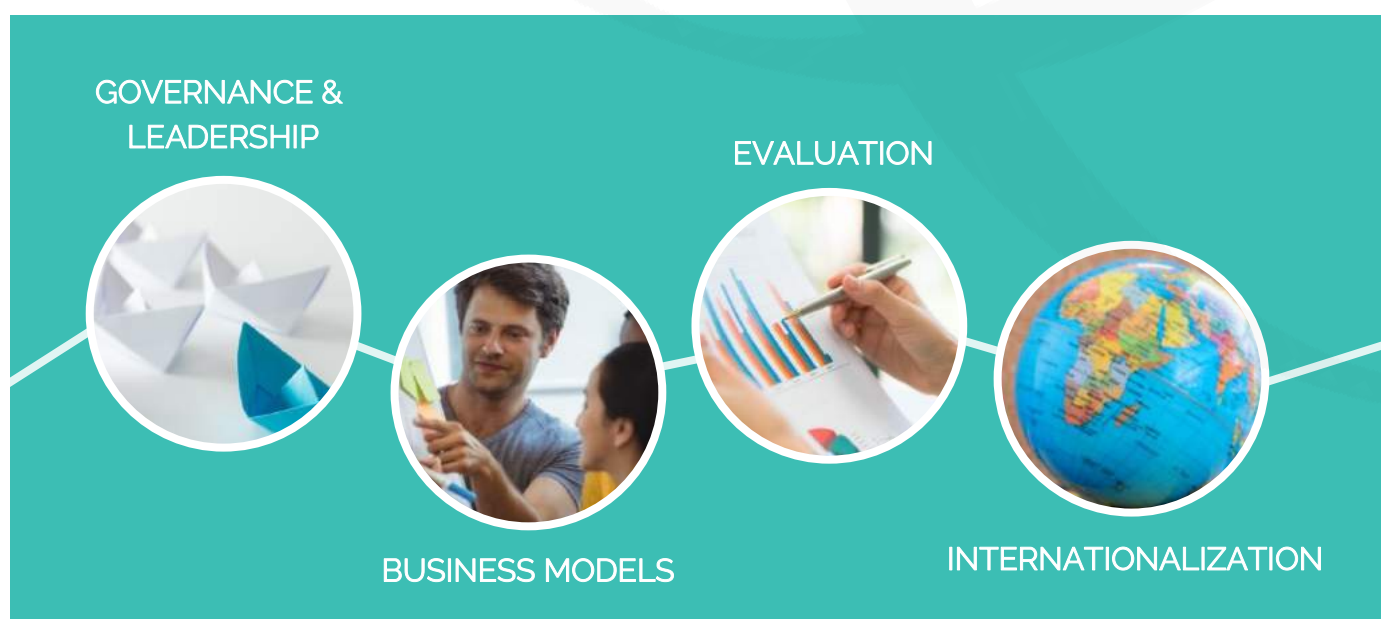 GOVERNANCE &
LEADERSHIP
BUSINESS MODELS
EVALUATION
INTERNATIONALIZATION